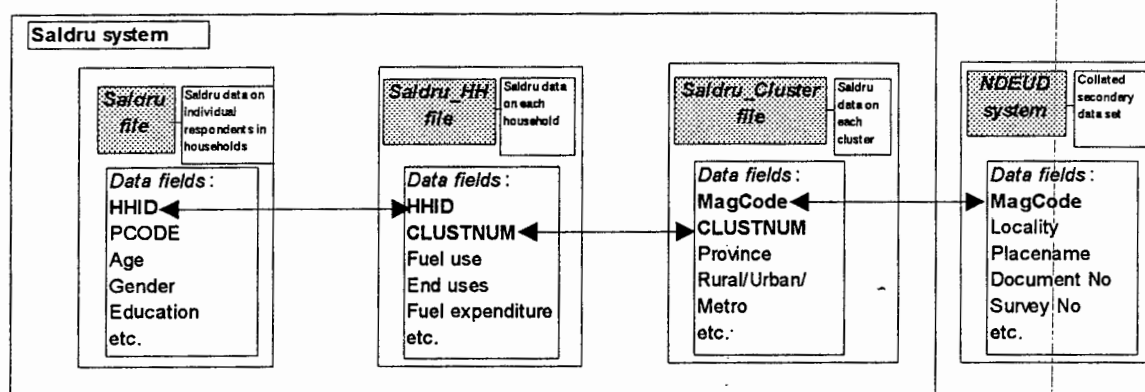 Saldru system
Saldru
file
Saldru data on
individual
respondents in
households
Data fields:
HHID
PCODE
Age
Gender
Education
etc.
Saldru_HH
file
Saldru data
on each
household
Data fields:
HHID
CLUSTNUM
Fuel use
End uses
Fuel expenditure
etc.
Saldru_Cluster
file
Saldru
data on
each
cluster
Data fields:
MagCode
CLUSTNUM
Province
Rural/Urban/
Metro
etc.
NDEUD
system
Collated
secondary
data set
Data fields:
MagCode
Locality
Placename
Document No
Survey No
etc.